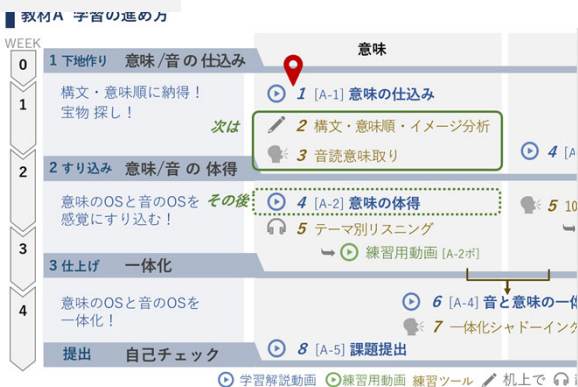 教材A 学習の進め方
WEEK
意味
0
1 下地作り 意味/音の仕込み
構文・意味順に納得！
宝物 探し！
1
1 [A-1] 意味の仕込み
次は
2 構文・意味順・イメージ分析
3 音読意味取り
4 [A
2
2 すり込み 意味/音 の 体得
意味のOSと音のOSを
感覚にすり込む！
その後
4 [A-2] 意味の体得
5 10
5 テーマ別リスニング
練習用動画 [A-2ボ]
3
3 仕上げ 一体化
4
意味のOSと音のOSを
一体化！
6 [A-4] 音と意味の一体
7 一体化シャドーイング
提出 自己チェック
8 [A-5] 課題提出
学習解説動画 練習用動画 練習ツール 机上で